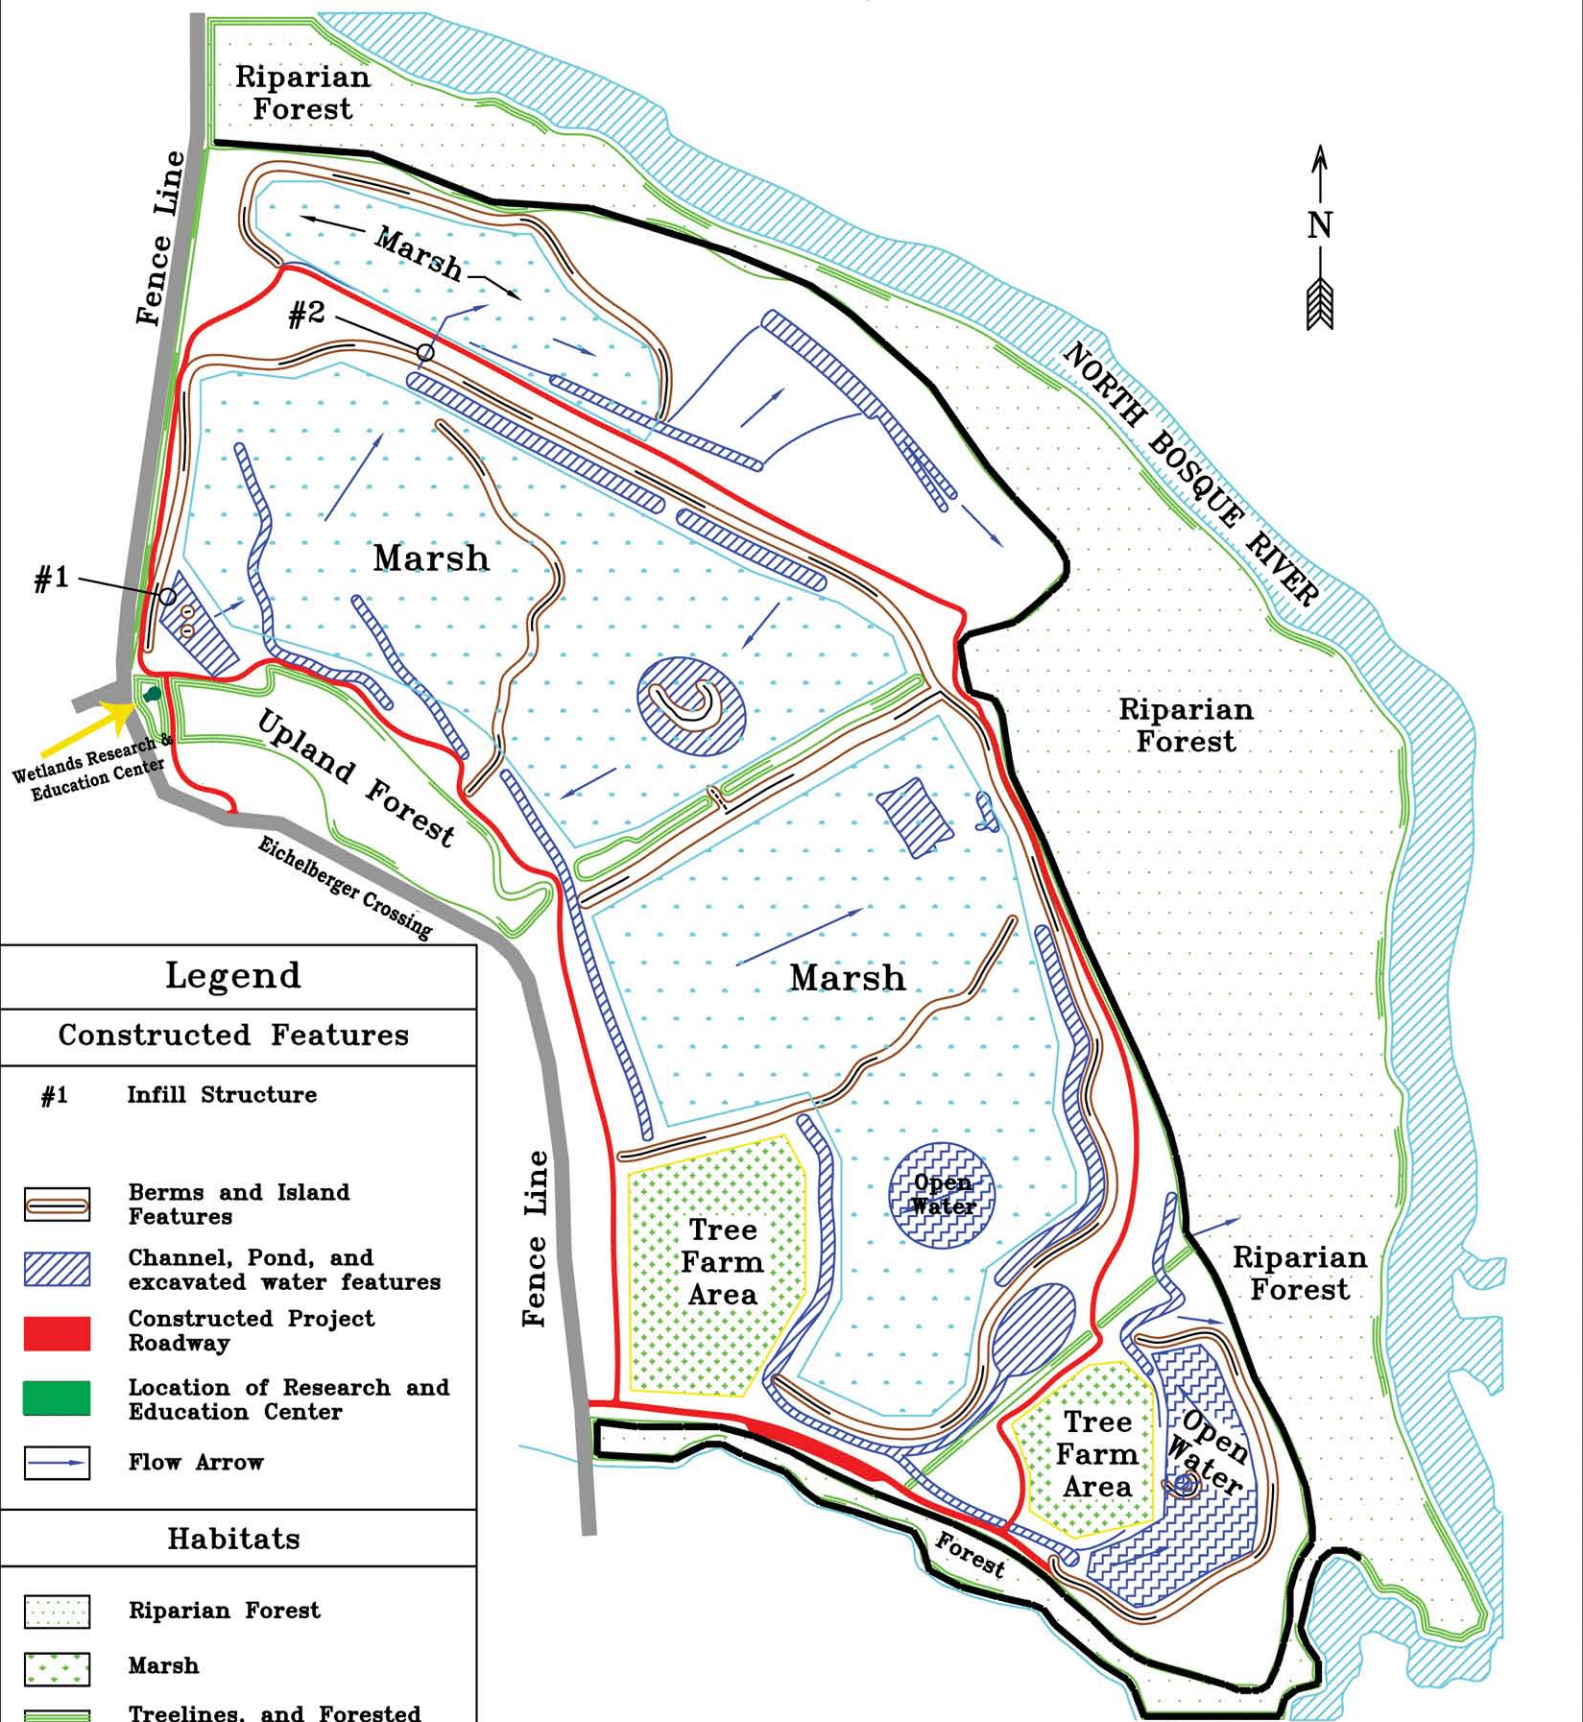 Riparian
Forest
Fence Line
Marsh
N
#2
NORTH BOSQUE RIVER
Marsh
#1
Riparian
Forest
Upland Forest
Wetlands Research &
Education Center
Eichelberger Crossing
Marsh
Open
Water
Tree
Farm
Area
Riparian
Forest
Fence Line
Tree
Farm
Area
Open
Water
Forest
Legend
Constructed Features
#1 Infill Structure
Berms and Island
Features
Channel, Pond, and
excavated water features
Constructed Project
Roadway
Location of Research and
Education Center
Flow Arrow
Habitats
Riparian Forest
Marsh
Treelines, and Forested